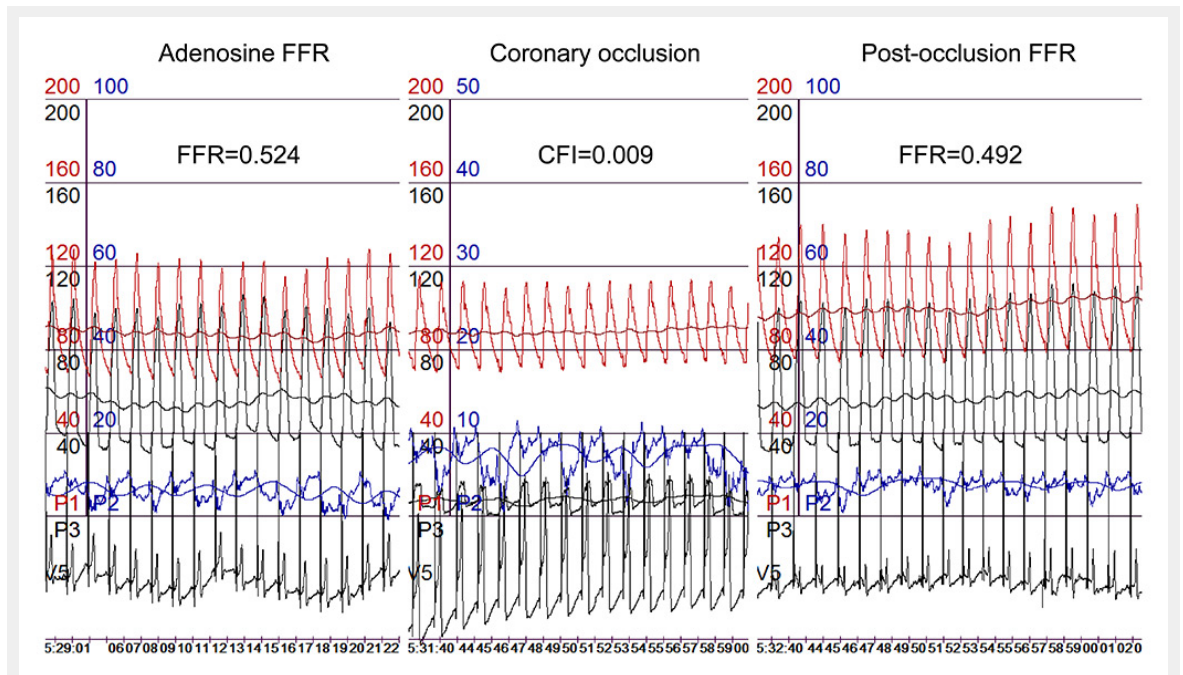 Adenosine FFR
Coronary occlusion
Post-occlusion FFR
200 100
200
FFR=0.524
160 80
160
120 60
120
80 40
80
40 20
40
P1 P2
P3
V5
5:29:01 06 07 08 09 10 11 12 13 14 15 16 17 18 19 20 21 22
200 50
200
CFI=0.009
160 40
160
120 30
120
80 20
80
40 10
40
P1 P2
P3
V5
5:31:40 44 45 46 47 48 49 50 51 52 53 54 55 56 57 58 59 00
200 100
200
FFR=0.492
160 80
160
120 60
120
80 40
80
40 20
40
P1 P2
P3
V5
5:32:40 44 45 46 47 48 49 50 51 52 53 54 55 56 57 58 59 00 01 02 0